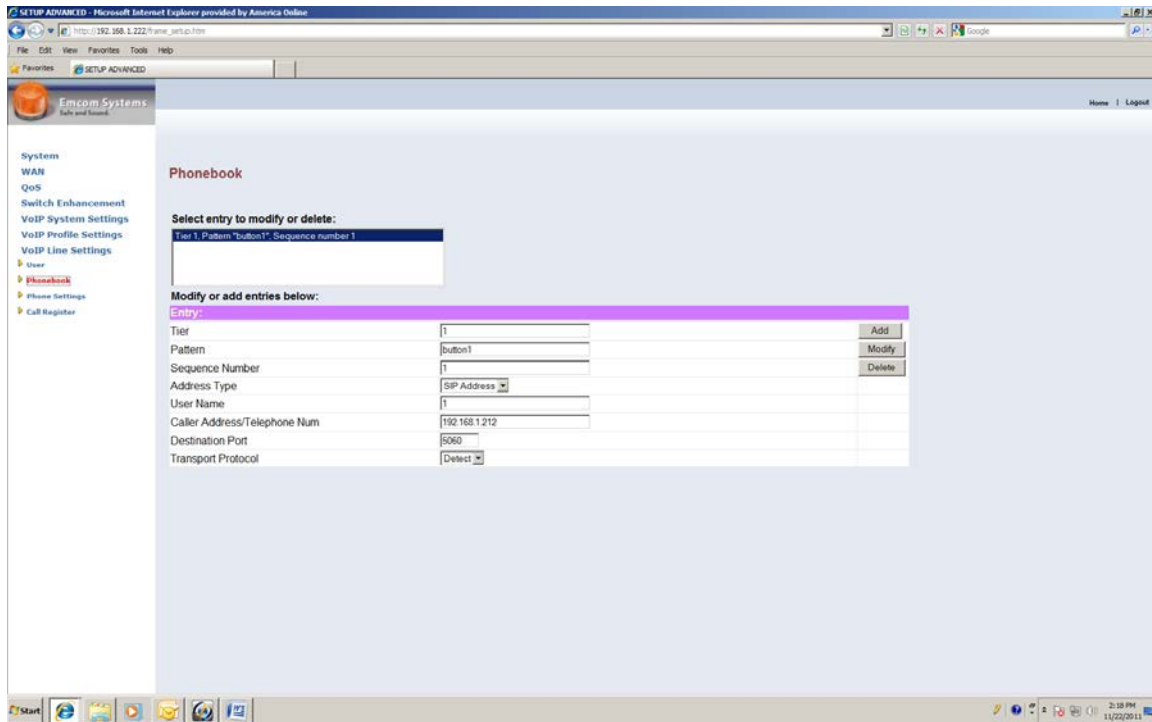 SETUP ADVANCED - Microsoft Internet Explorer provided by America Online
http://192.168.1.222/frame_setup.htm
Google
File Edit View Favorites Tools Help
Favorites
SETUP ADVANCED
Emcom Systems
Safe and Sound.
Home | Logout
System
WAN
QoS
Switch Enhancement
VoIP System Settings
VoIP Profile Settings
VoIP Line Settings
User
Phonebook
Phone Settings
Call Register
Phonebook
Select entry to modify or delete:
Tier 1, Pattern "button1", Sequence number 1
Modify or add entries below:
Entry:
Tier 1 Add
Pattern button1 Modify
Sequence Number 1 Delete
Address Type SIP Address
User Name 1
Caller Address/Telephone Num 192.168.1.212
Destination Port 5060
Transport Protocol Detect
Start
2:18 PM
11/22/2011